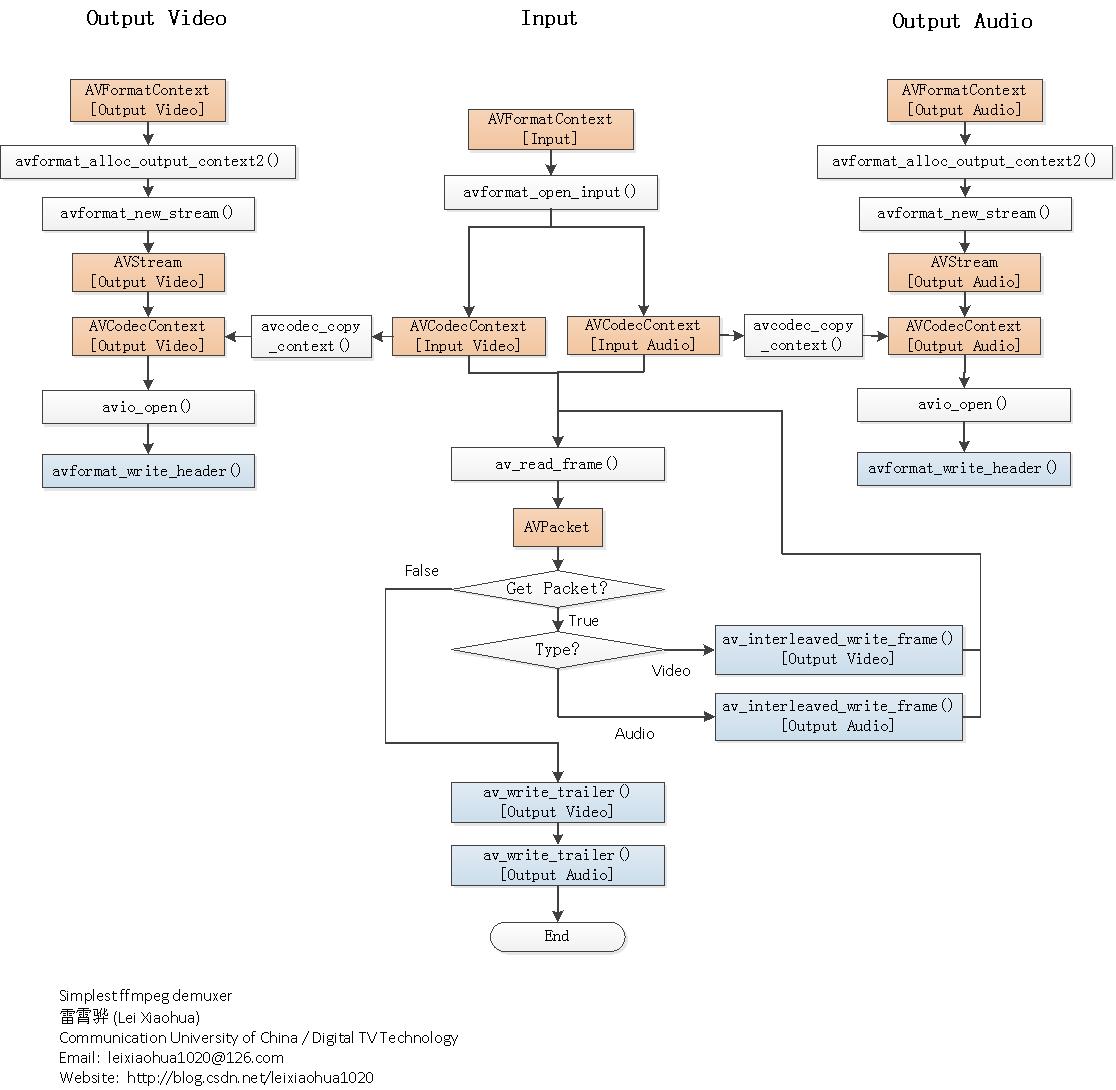 Output Video
Input
Output Audio
AVFormatContext
[Output Video]
avformat_alloc_output_context2()
avformat_new_stream()
AVStream
[Output Video]
AVCodecContext
[Output Video]
avio_open()
avformat_write_header()
AVFormatContext
[Input]
avformat_open_input()
avcodec_copy
_context()
AVCodecContext
[Input Video]
AVCodecContext
[Input Audio]
avcodec_copy
_context()
AVFormatContext
[Output Audio]
avformat_alloc_output_context2()
avformat_new_stream()
AVStream
[Output Audio]
AVCodecContext
[Output Audio]
avio_open()
avformat_write_header()
av_read_frame()
AVPacket
False
Get Packet?
True
Type?
Video
av_interleaved_write_frame()
[Output Video]
Audio
av_interleaved_write_frame()
[Output Audio]
av_write_trailer()
[Output Video]
av_write_trailer()
[Output Audio]
End
Simplest ffmpeg demuxer
雷霄骅 (Lei Xiaohua)
Communication University of China / Digital TV Technology
Email: leixiaohua1020@126.com
Website: http://blog.csdn.net/leixiaohua1020